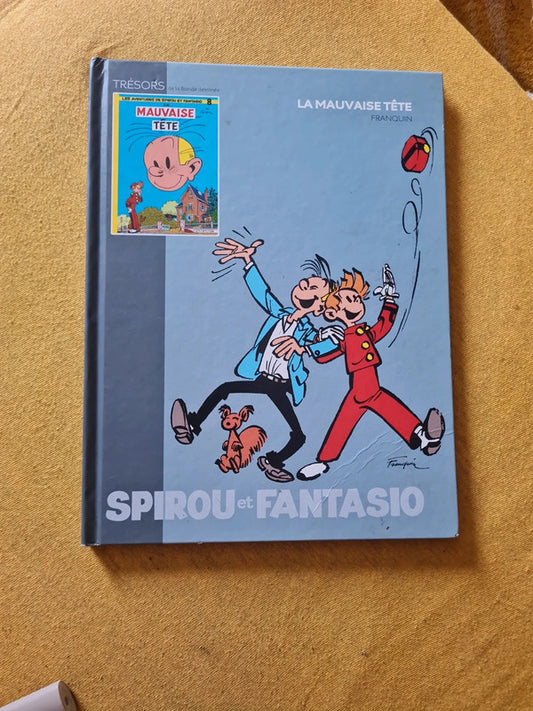 TRÉSORS de la Bande dessinée
LES AVENTURES DE SPIROU ET FANTASIO 8
LA
MAUVAISE
TÊTE
LA MAUVAISE TÊTE
FRANQUIN
Franquin
SPIROU et FANTASIO